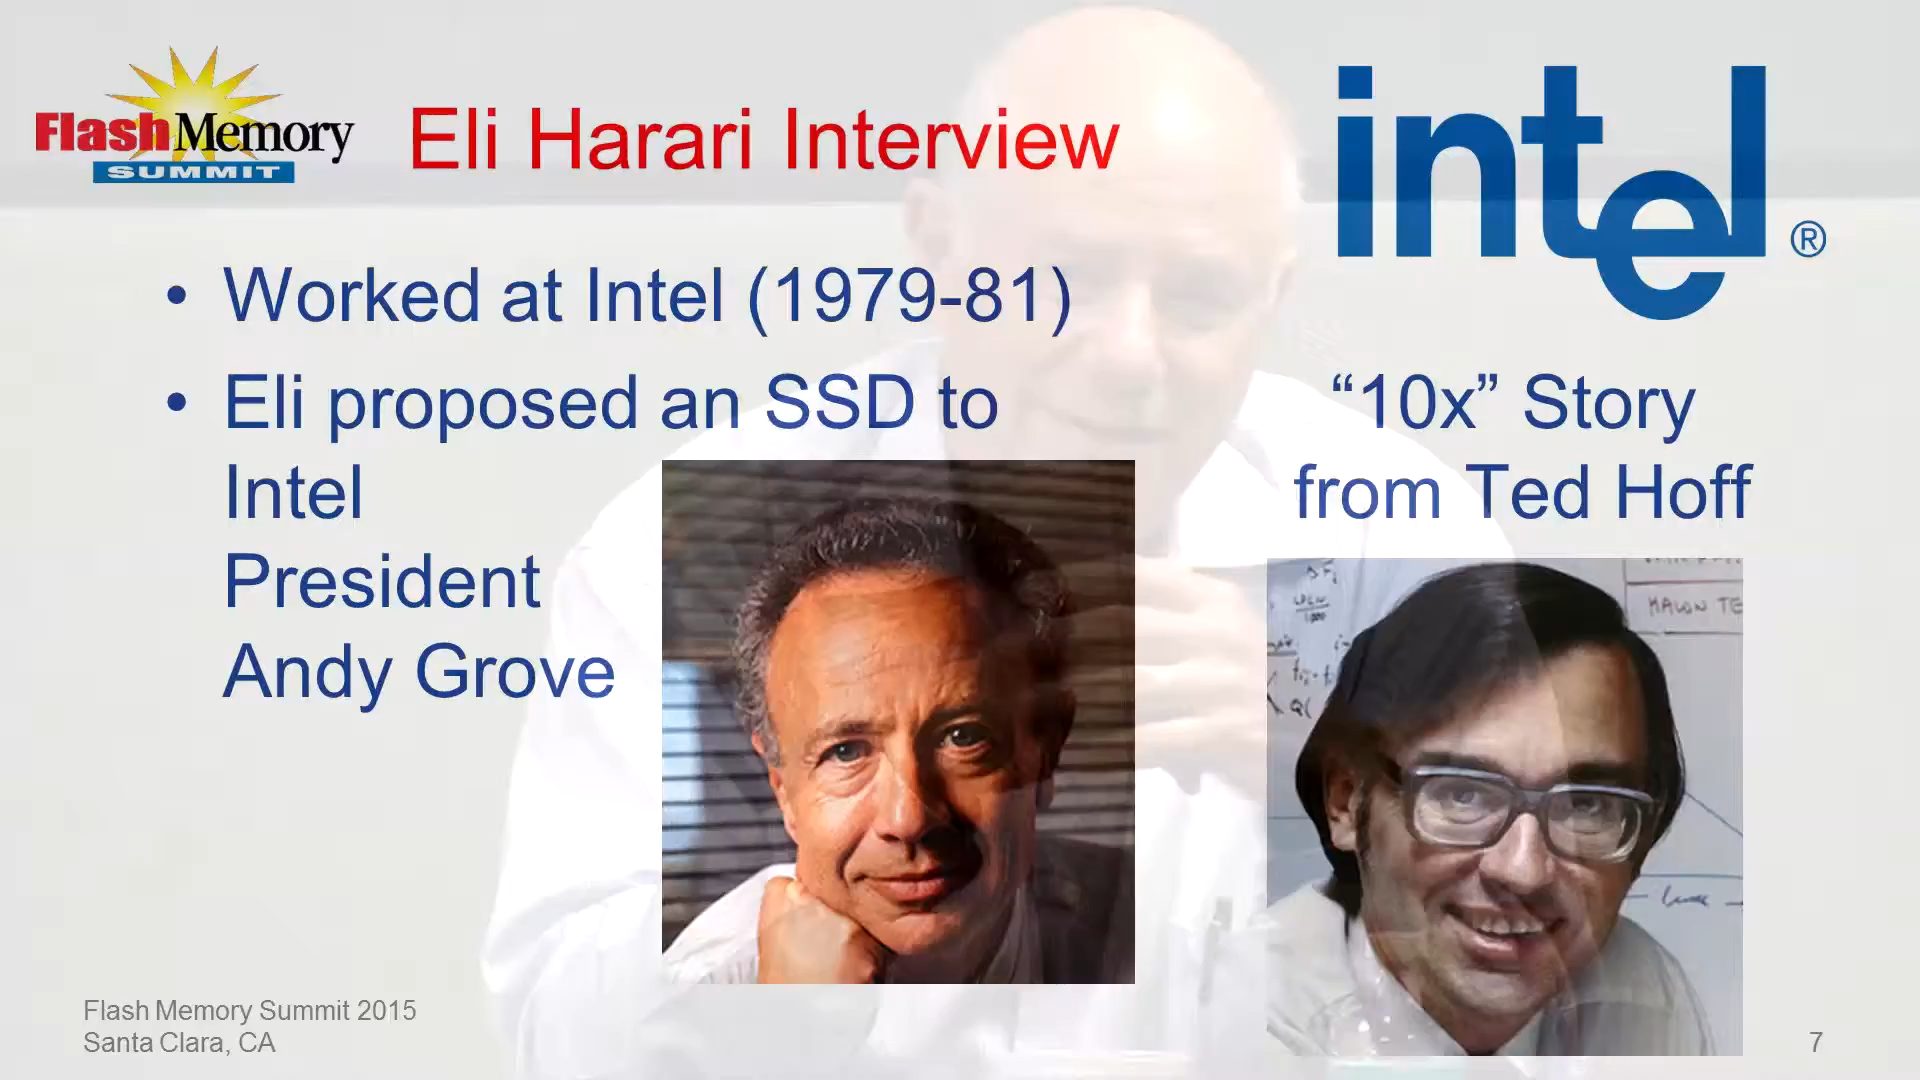 Flash Memory
SUMMIT
Eli Harari Interview
intel ®
• Worked at Intel (1979-81)
• Eli proposed an SSD to
Intel
President
Andy Grove
“10x” Story
from Ted Hoff
Flash Memory Summit 2015
Santa Clara, CA
7